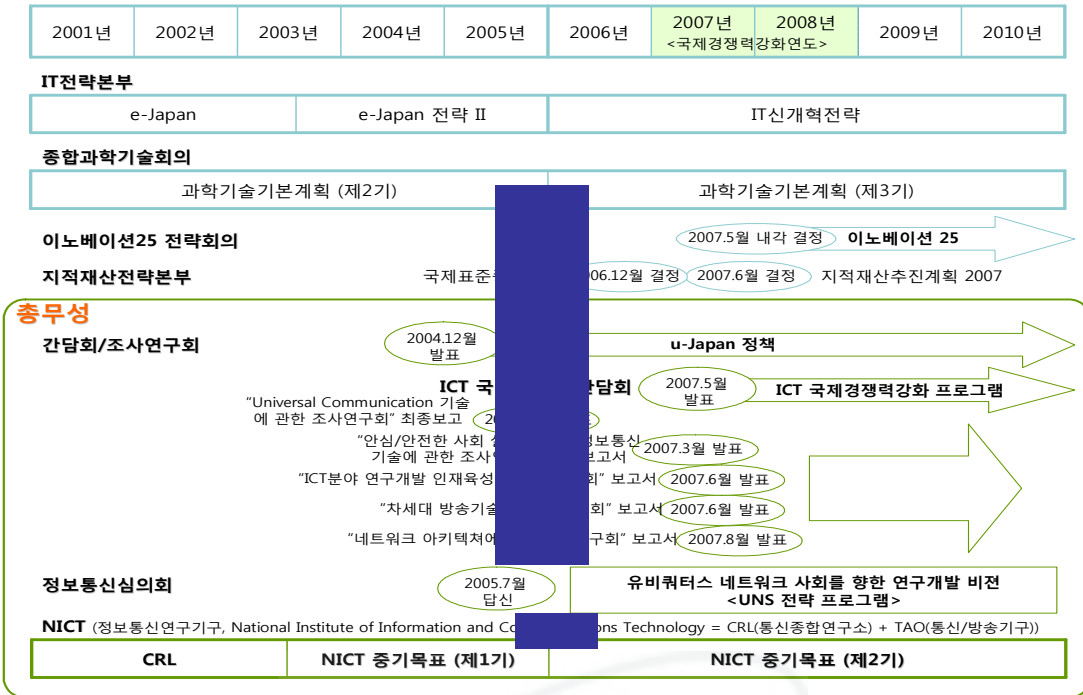 2001년 2002년 2003년 2004년 2005년 2006년 2007년 2008년 2009년 2010년
<국제경쟁력강화연도>
IT전략본부
e-Japan e-Japan 전략 II IT신개혁전략
종합과학기술회의
과학기술기본계획 (제2기) 과학기술기본계획 (제3기)
이노베이션25 전략회의 2007.5월 내각 결정 이노베이션 25
지적재산전략본부 국제표준 06.12월 결정 2007.6월 결정 지적재산추진계획 2007
총무성
간담회/조사연구회 2004.12월 발표 u-Japan 정책
ICT 국 간담회 2007.5월 발표 ICT 국제경쟁력강화 프로그램
“Universal Communication 기술
에 관한 조사연구회” 최종보고
“안심/안전한 사회 정보통신
기술에 관한 조사 보고서 2007.3월 발표
“ICT분야 연구개발 인재육성 회” 보고서 2007.6월 발표
“차세대 방송기술 회” 보고서 2007.6월 발표
“네트워크 아키텍쳐에 구회” 보고서 2007.8월 발표
정보통신심의회 2005.7월 답신 유비쿼터스 네트워크 사회를 향한 연구개발 비젼
<UNS 전략 프로그램>
NICT (정보통신연구기구, National Institute of Information and Co ons Technology = CRL(통신종합연구소) + TAO(통신/방송기구))
CRL NICT 중기목표 (제1기) NICT 중기목표 (제2기)